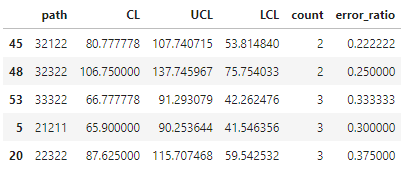 path CL UCL LCL count error_ratio
45 32122 80.777778 107.740715 53.814840 2 0.222222
48 32322 106.750000 137.745967 75.754033 2 0.250000
53 33322 66.777778 91.293079 42.262476 3 0.333333
5 21211 65.900000 90.253644 41.546356 3 0.300000
20 22322 87.625000 115.707468 59.542532 3 0.375000